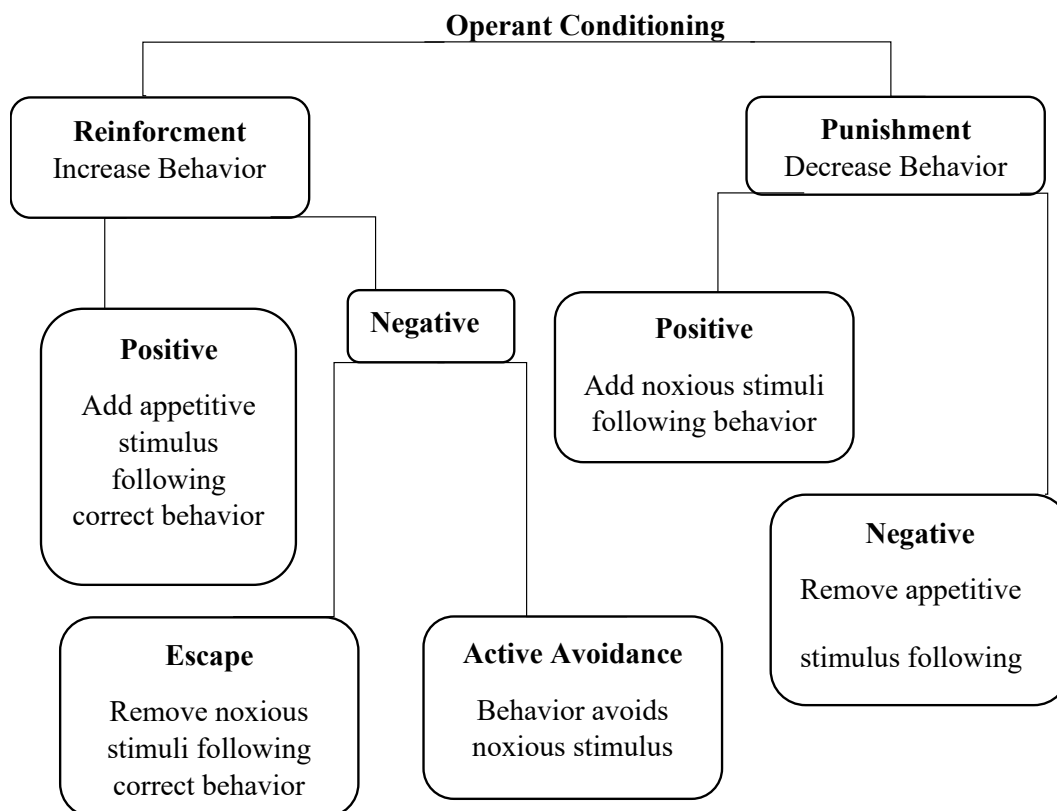 Operant Conditioning
Reinforcment
Increase Behavior
Punishment
Decrease Behavior
Positive
Add appetitive
stimulus
following
correct behavior
Negative
Positive
Add noxious stimuli
following behavior
Negative
Remove appetitive
stimulus following
Escape
Remove noxious
stimuli following
correct behavior
Active Avoidance
Behavior avoids
noxious stimulus